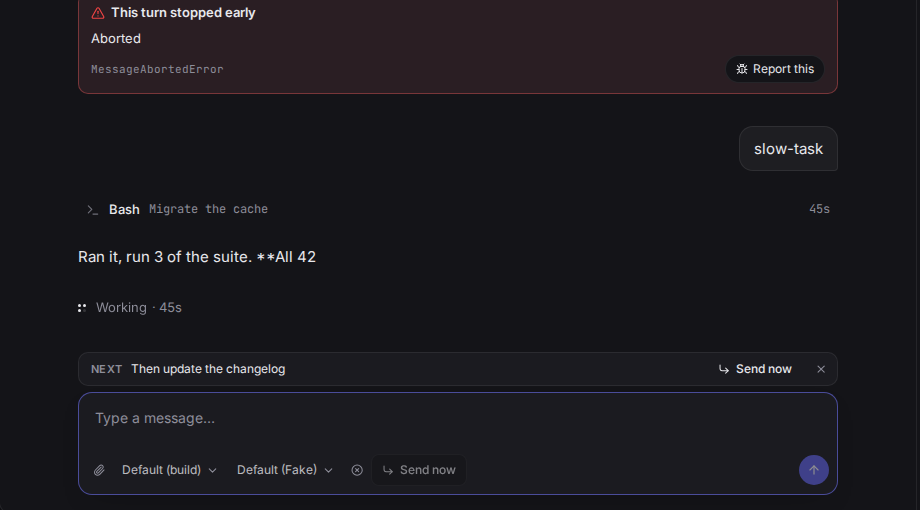 This turn stopped early
Aborted
MessageAbortedError
Report this
slow-task
Bash Migrate the cache 45s
Ran it, run 3 of the suite. **All 42
Working · 45s
NEXT Then update the changelog Send now
Type a message...
Default (build) Default (Fake) Send now